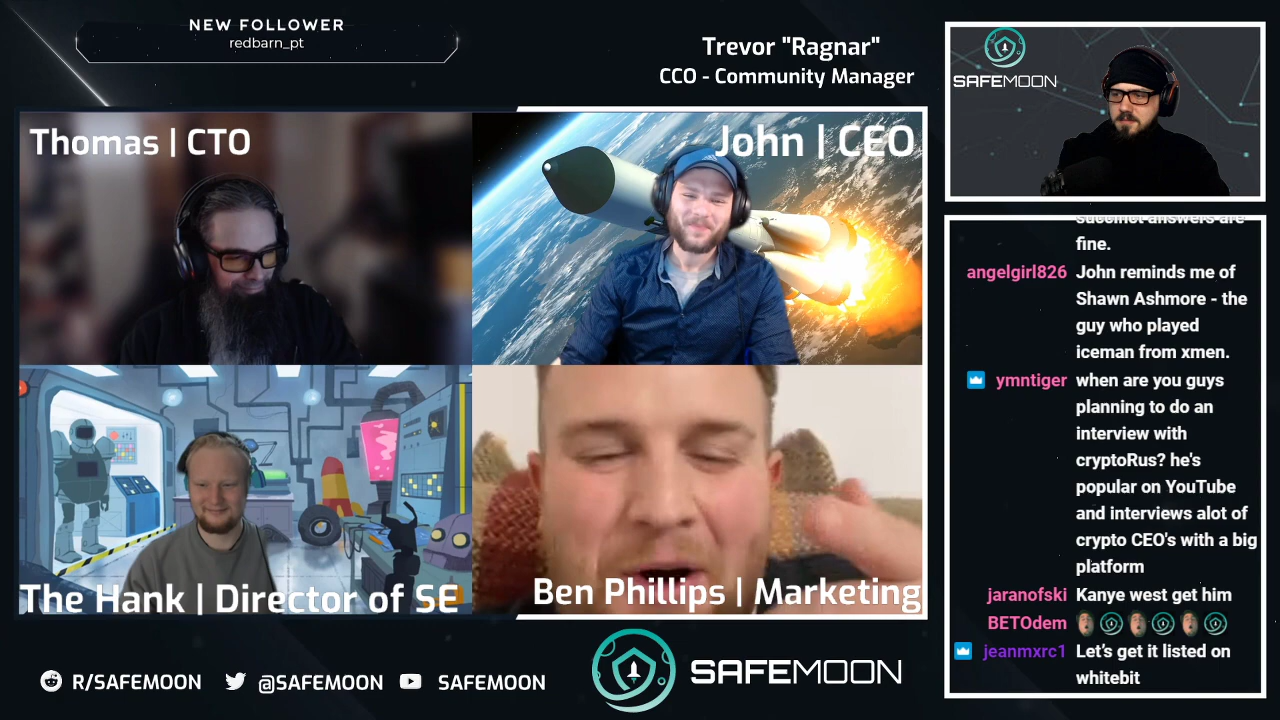 NEW FOLLOWER
redbarn_pt
Trevor "Ragnar"
CCO - Community Manager
SAFEMOON
Thomas | CTO
John | CEO
The Hank | Director of SE
Ben Phillips | Marketing
succinct answers are
fine.
angelgirl826 John reminds me of
Shawn Ashmore - the
guy who played
iceman from xmen.
ymntiger when are you guys
planning to do an
interview with
cryptoRus? he's
popular on YouTube
and interviews alot of
crypto CEO's with a big
platform
jaranofski Kanye west get him
BETOdem
jeanmxrc1 Let's get it listed on
whitebit
R/SAFEMOON @SAFEMOON SAFEMOON
SAFEMOON